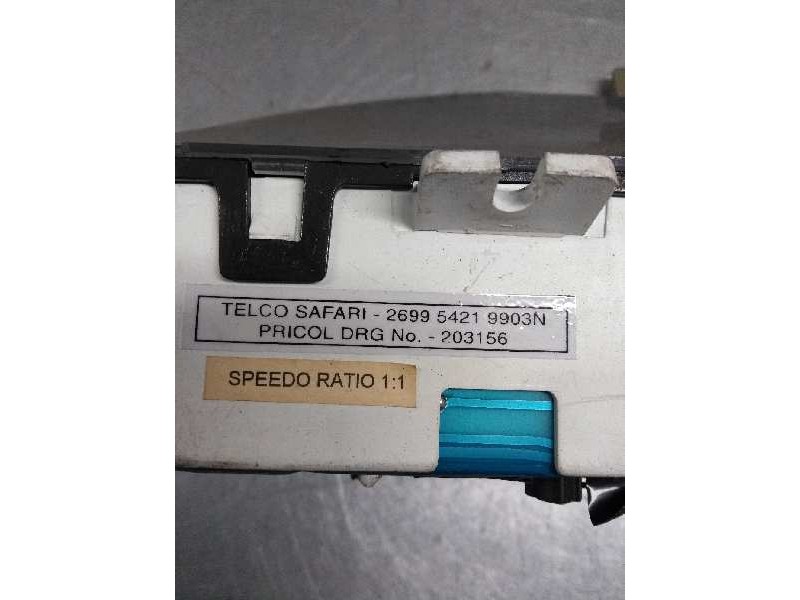 TELCO SAFARI - 2699 5421 9903N
PRICOL DRG No. - 203156
SPEEDO RATIO 1:1